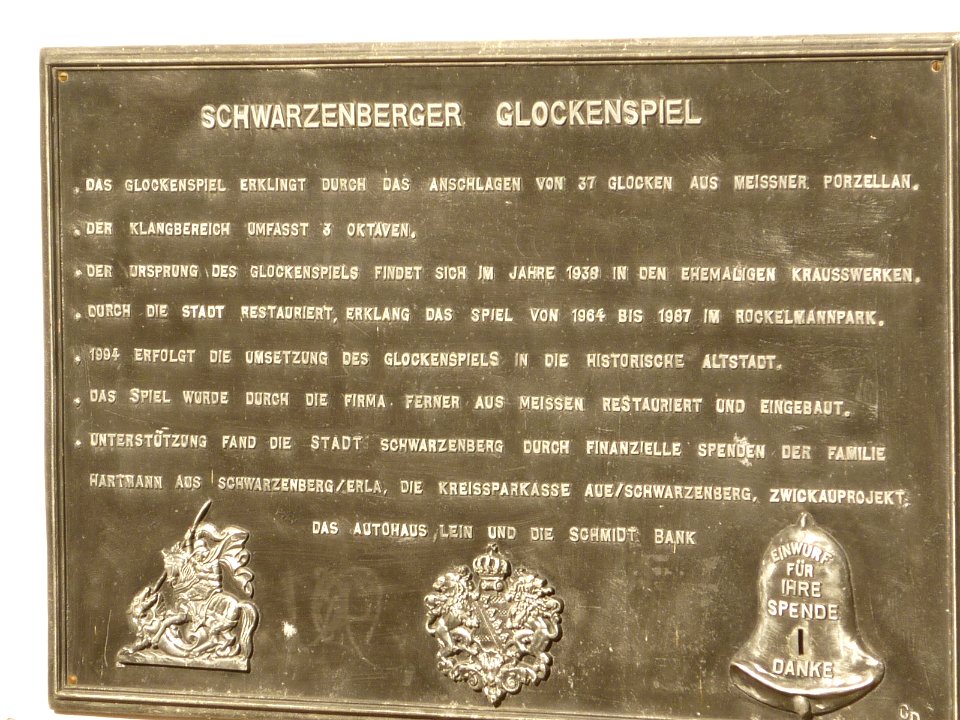 SCHWARZENBERGER GLOCKENSPIEL
. DAS GLOCKENSPIEL ERKLINGT DURCH DAS ANSCHLAGEN VON 37 GLOCKEN AUS MEISSNER PORZELLAN.
. DER KLANGBEREICH UMFASST 3 OKTAVEN.
. DER URSPRUNG DES GLOCKENSPIELS FINDET SICH IM JAHRE 1938 IN DEN EHEMALIGEN KRAUSSWERKEN.
. DURCH DIE STADT RESTAURIERT, ERKLANG DAS SPIEL VON 1964 BIS 1987 IM ROCKELMANNPARK.
. 1994 ERFOLGT DIE UMSETZUNG DES GLOCKENSPIELS IN DIE HISTORISCHE ALTSTADT.
. DAS SPIEL WURDE DURCH DIE FIRMA FERNER AUS MEISSEN RESTAURIERT UND EINGEBAUT.
. UNTERSTÜTZUNG FAND DIE STADT SCHWARZENBERG DURCH FINANZIELLE SPENDEN DER FAMILIE
HARTMANN AUS SCHWARZENBERG/ERLA, DIE KREISSPARKASSE AUE/SCHWARZENBERG, ZWICKAUPROJEKT,
DAS AUTOHAUS LEIN UND DIE SCHMIDT BANK
EINWURF
FÜR
IHRE
SPENDE
DANKE